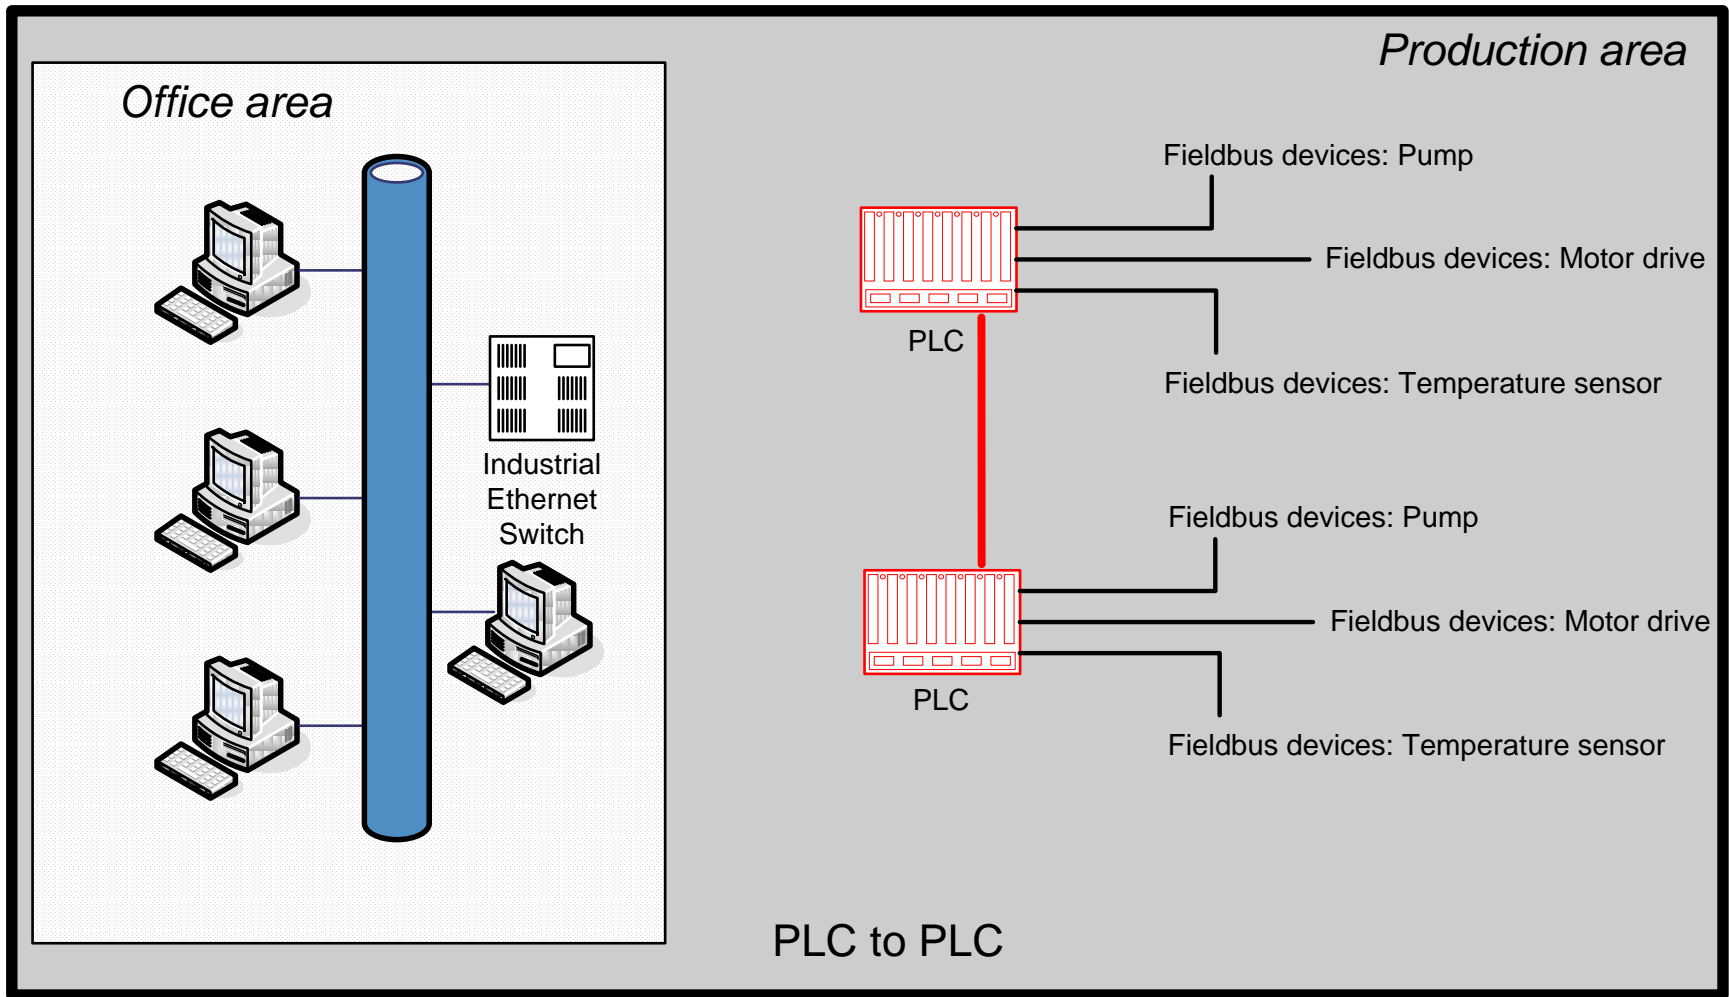 Production area
Office area
Fieldbus devices: Pump
Fieldbus devices: Motor drive
PLC
Fieldbus devices: Temperature sensor
Industrial
Ethernet
Switch
Fieldbus devices: Pump
Fieldbus devices: Motor drive
PLC
Fieldbus devices: Temperature sensor
PLC to PLC